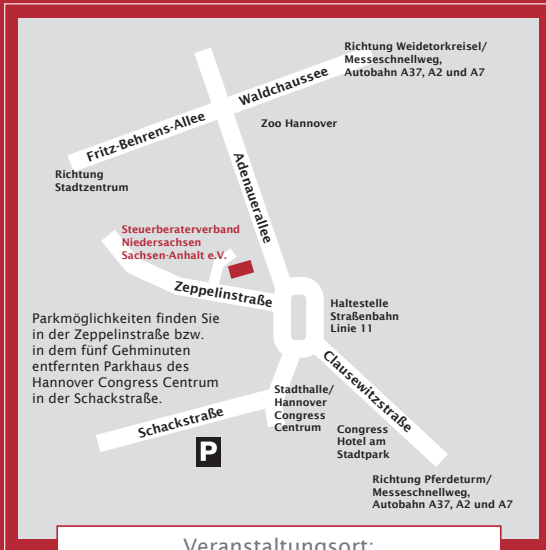 Richtung Weidetorkreisel/
Messeschnellweg,
Autobahn A37, A2 und A7
Waldchaussee
Fritz-Behrens-Allee
Zoo Hannover
Richtung
Stadtzentrum
Adenauerallee
Steuerberaterverband
Niedersachsen
Sachsen-Anhalt e.V.
Zeppelinstraße
Haltestelle
Straßenbahn
Linie 11
Parkmöglichkeiten finden Sie
in der Zeppelinstraße bzw.
in dem fünf Gehminuten
entfernten Parkhaus des
Hannover Congress Centrum
in der Schackstraße.
Clausewitzstraße
Stadthalle/
Hannover
Congress
Centrum
Schackstraße
P
Congress
Hotel am
Stadtpark
Richtung Pferdeturm/
Messeschnellweg,
Autobahn A37, A2 und A7
Veranstaltungsort: